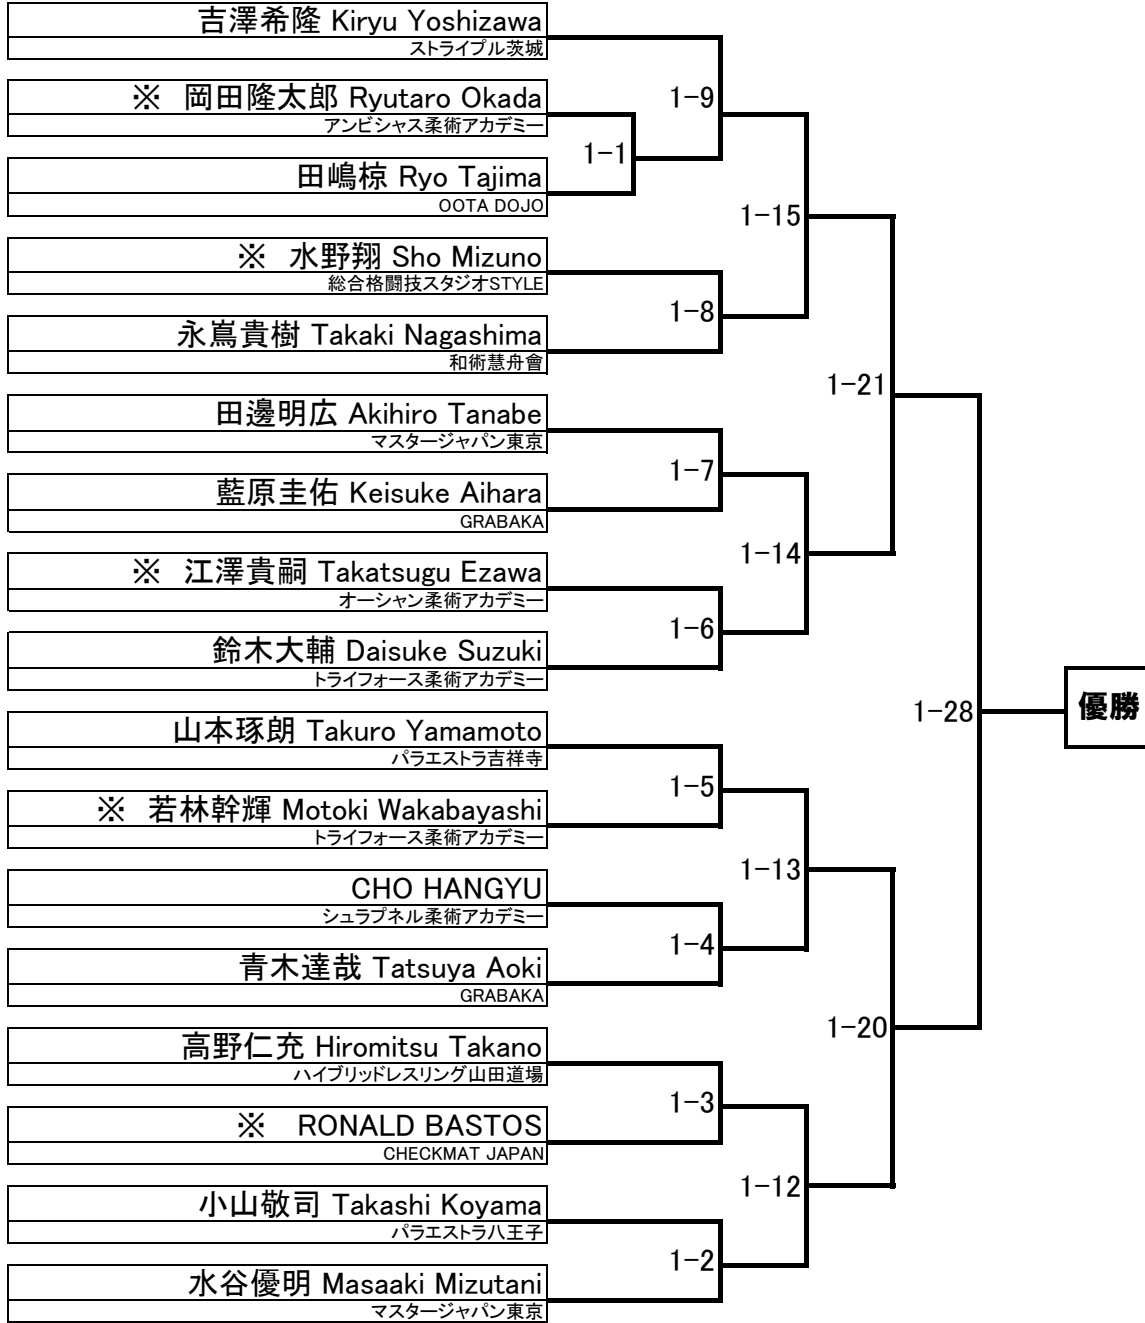 吉澤希隆 Kiryu Yoshizawa
ストライプル茨城
※ 岡田隆太郎 Ryutaro Okada
アンビシャス柔術アカデミー
田嶋椋 Ryo Tajima
OOTA DOJO
※ 水野翔 Sho Mizuno
総合格闘技スタジオSTYLE
永嶌貴樹 Takaki Nagashima
和術慧舟會
田邊明広 Akihiro Tanabe
マスタージャパン東京
藍原圭佑 Keisuke Aihara
GRABAKA
※ 江澤貴嗣 Takatsugu Ezawa
オーシャン柔術アカデミー
鈴木大輔 Daisuke Suzuki
トライフォース柔術アカデミー
山本琢朗 Takuro Yamamoto
パラエストラ吉祥寺
※ 若林幹輝 Motoki Wakabayashi
トライフォース柔術アカデミー
CHO HANGYU
シュラプネル柔術アカデミー
青木達哉 Tatsuya Aoki
GRABAKA
高野仁充 Hiromitsu Takano
ハイブリッドレスリング山田道場
※ RONALD BASTOS
CHECKMAT JAPAN
小山敬司 Takashi Koyama
パラエストラ八王子
水谷優明 Masaaki Mizutani
マスタージャパン東京
1-1
1-9
1-8
1-7
1-6
1-5
1-4
1-3
1-2
1-15
1-14
1-13
1-12
1-21
1-20
1-28
優勝